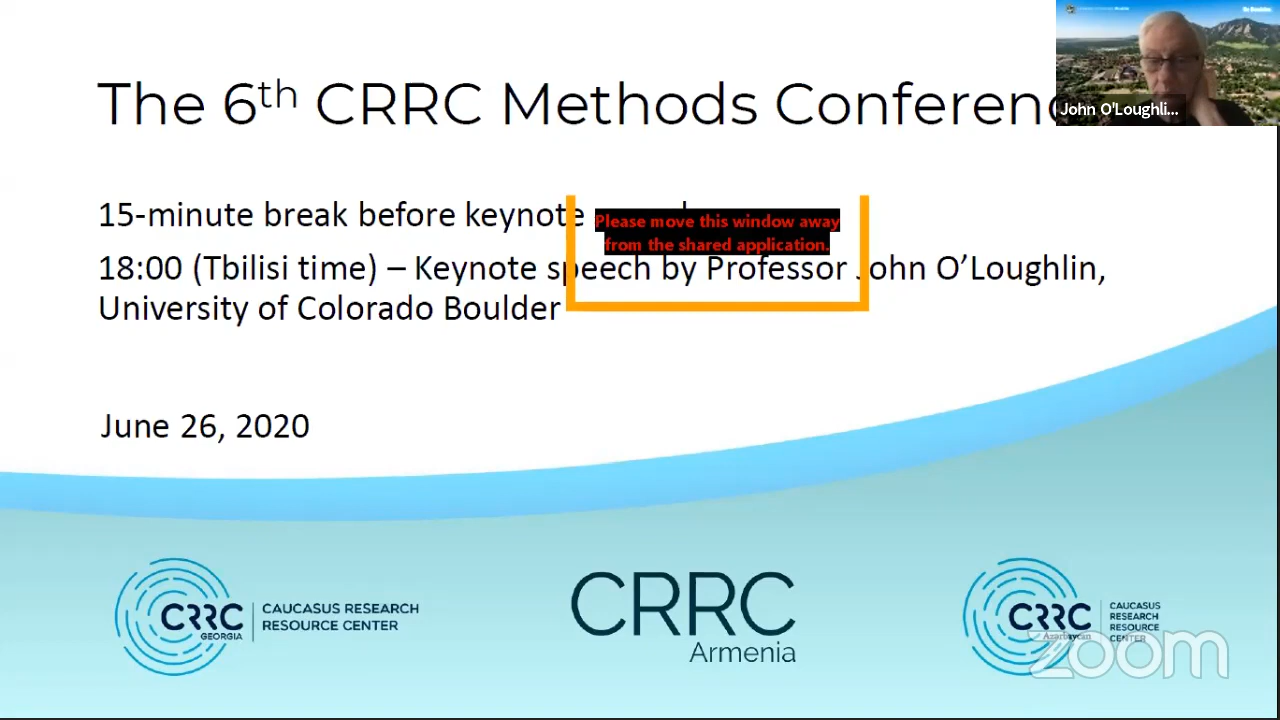 The 6th CRRC Methods Conferenc
John O'Loughli...
15-minute break before keynote
Please move this window away
from the shared application.
18:00 (Tbilisi time) – Keynote speech by Professor John O’Loughlin,
University of Colorado Boulder
June 26, 2020
CRRC
GEORGIA
CAUCASUS RESEARCH
RESOURCE CENTER
CRRC
Armenia
CRRC
Azərbaycan
CAUCASUS
RESEARCH
RESOURCE
CENTER
zoom